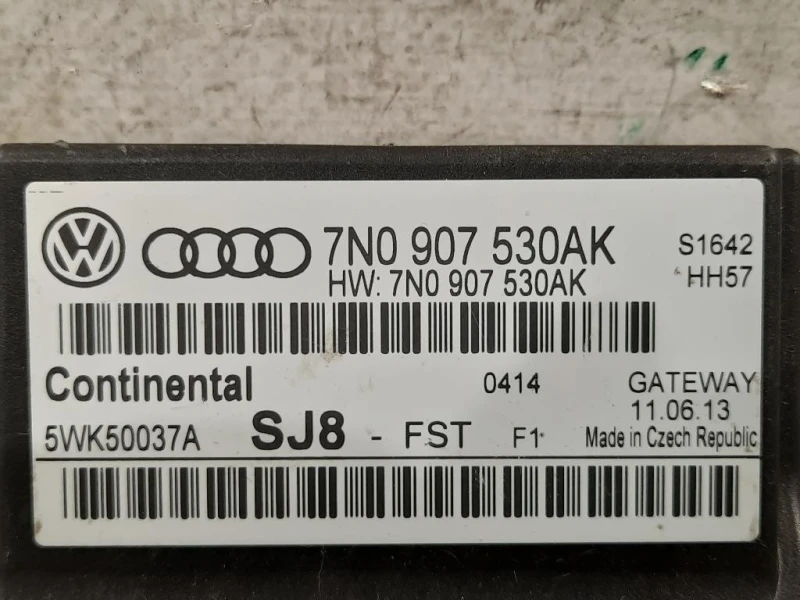 7N0 907 530AK S1642
HW: 7N0 907 530AK HH57
Continental 0414 GATEWAY
11.06.13
5WK50037A SJ8 - FST F1 Made in Czech Republic